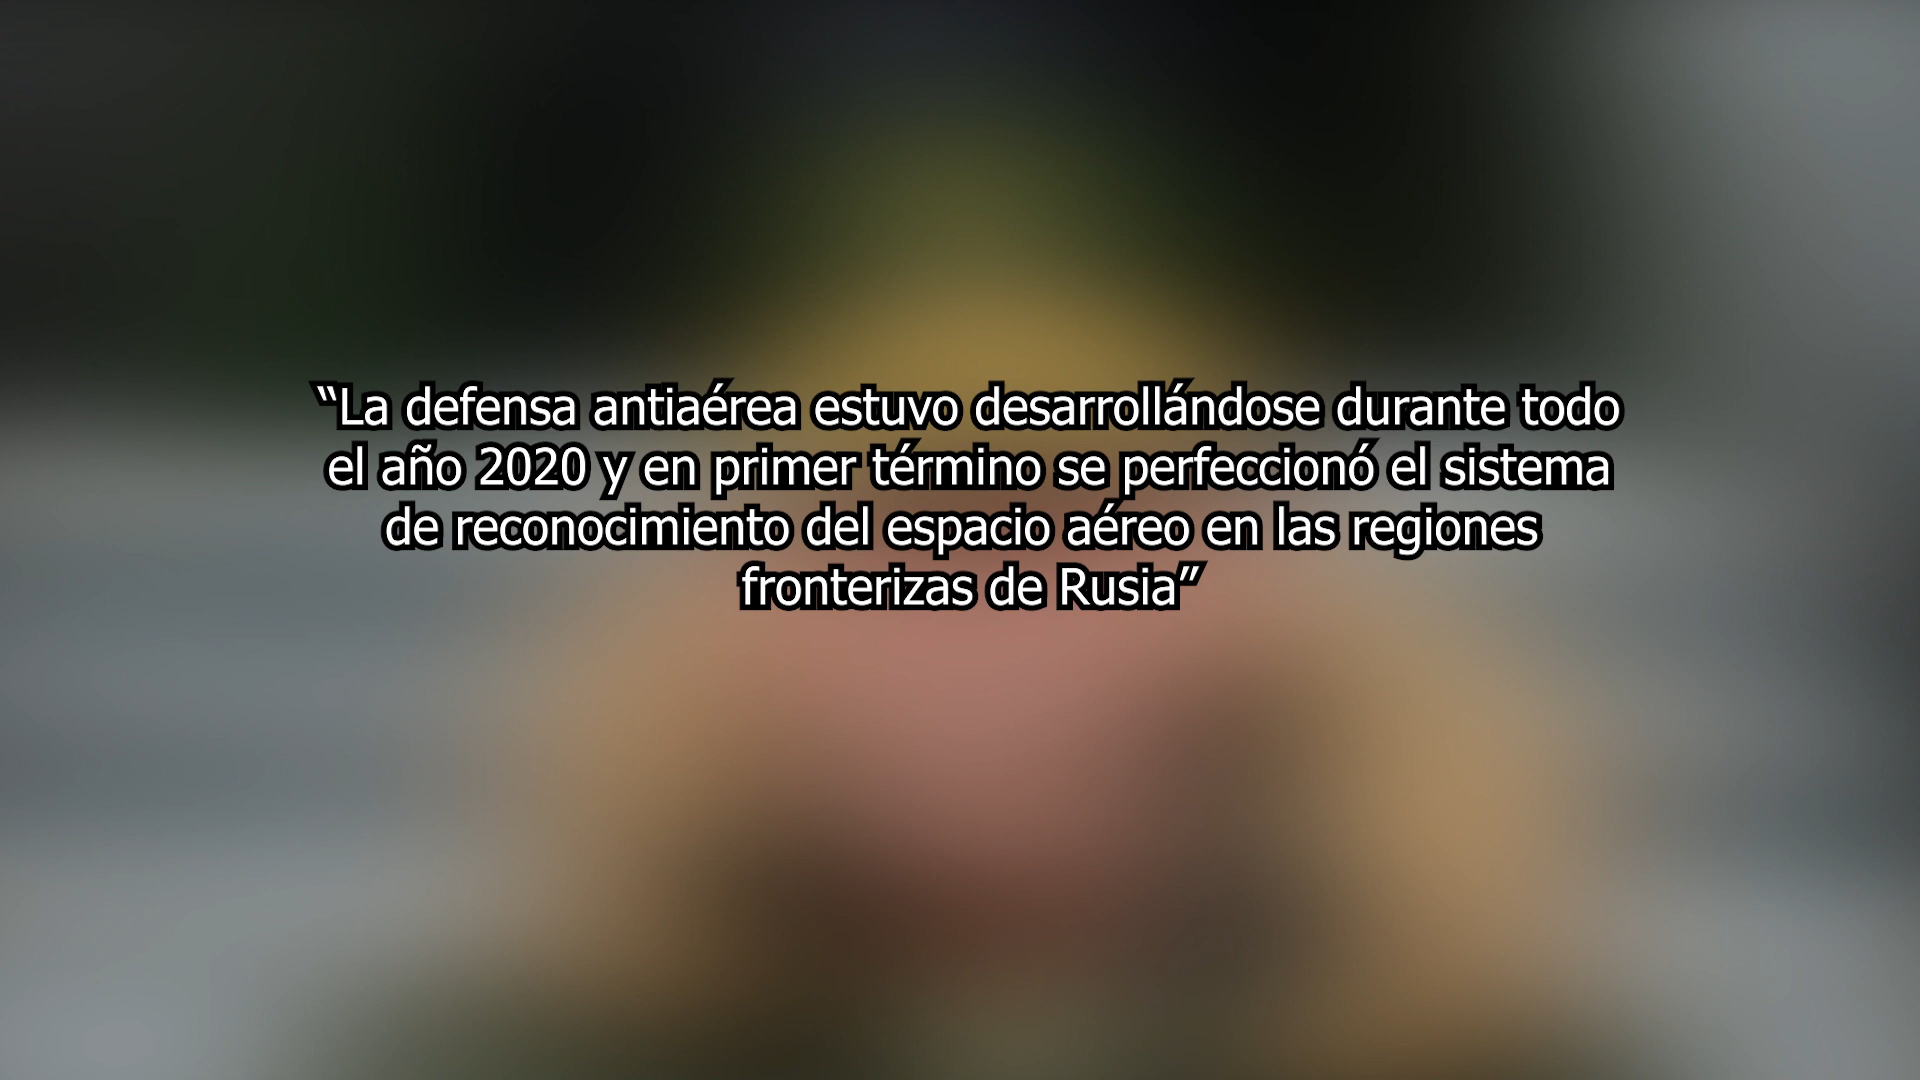 “La defensa antiaérea estuvo desarrollándose durante todo
el año 2020 y en primer término se perfeccionó el sistema
de reconocimiento del espacio aéreo en las regiones
fronterizas de Rusia”